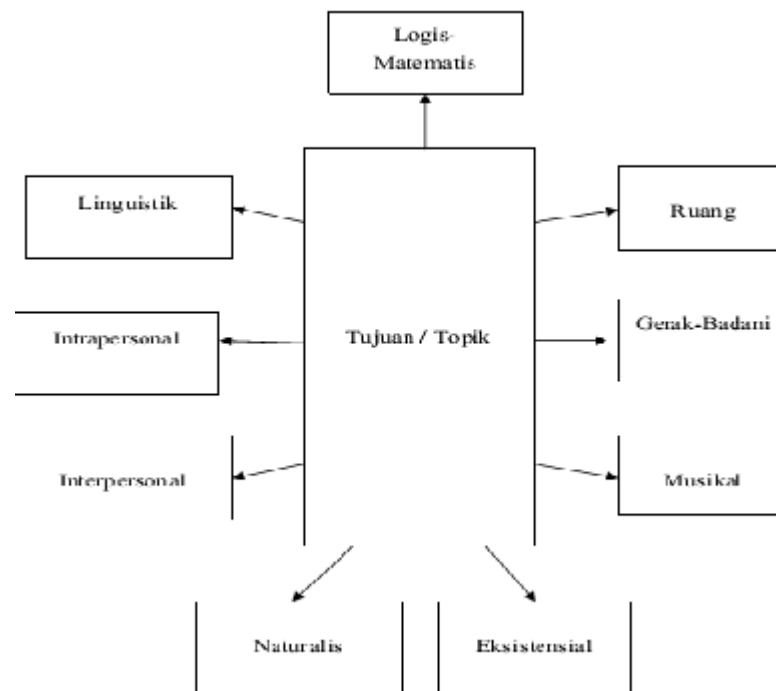 Logis-
Matematis
Linguistik
Ruang
Intrapersonal
Tujuan / Topik
Gerak-Badani
Interpersonal
Musikal
Naturalis
Eksistensial